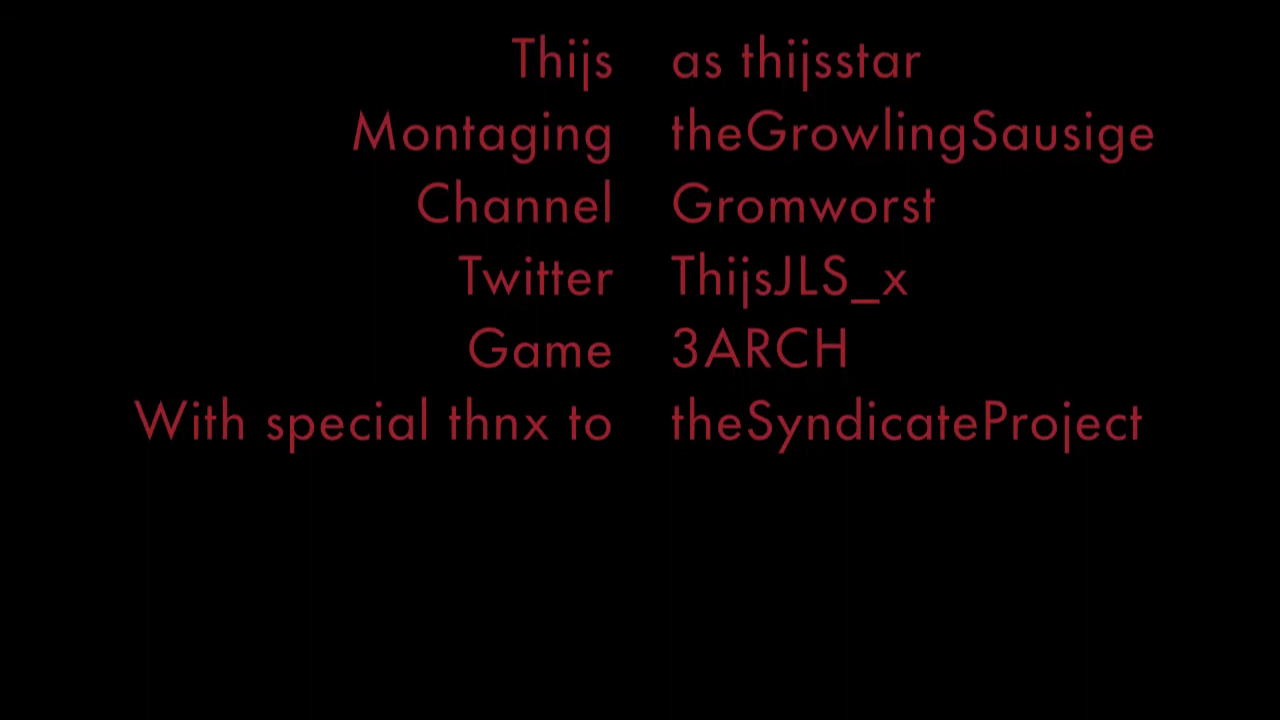 Thijs as thijsstar
Montaging theGrowlingSausige
Channel Gromworst
Twitter ThijsJLS_x
Game 3ARCH
With special thnx to theSyndicateProject